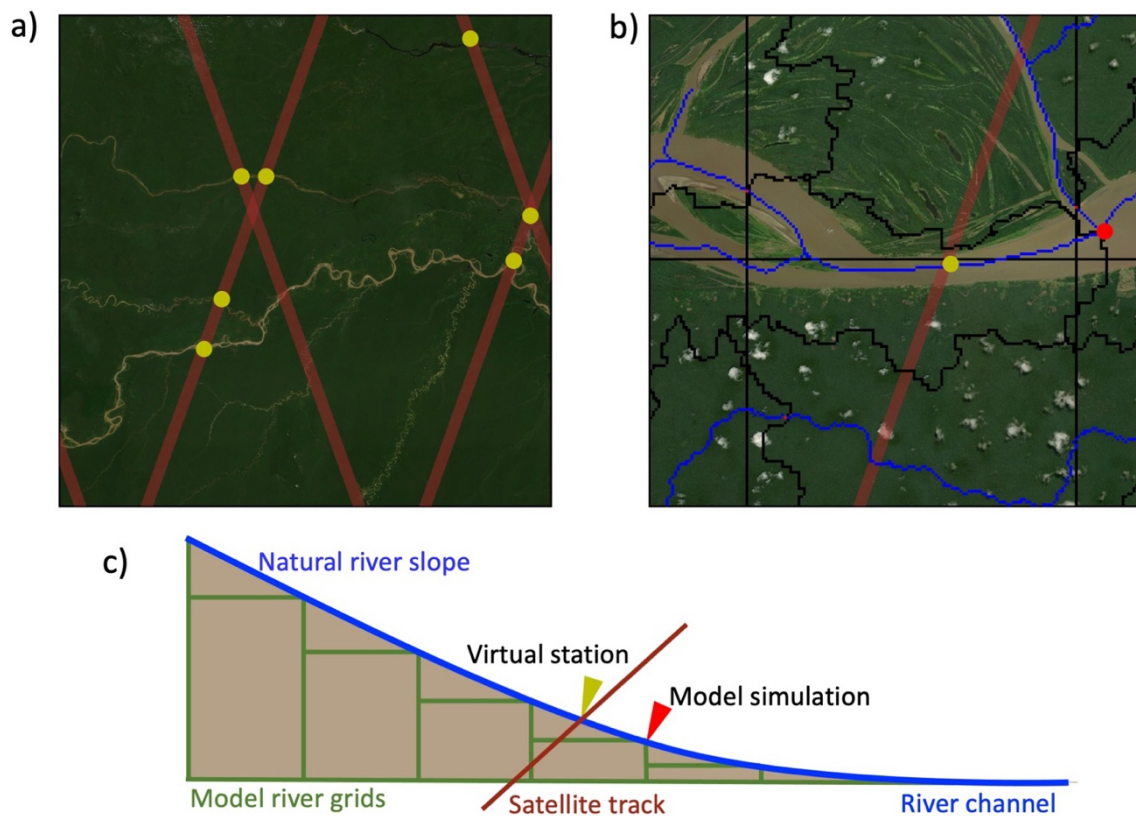 a)
b)
c)
Natural river slope
Virtual station
Model simulation
Model river grids
Satellite track
River channel